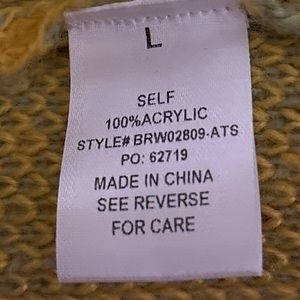 L
SELF
100%ACRYLIC
STYLE# BRW02809-ATS
PO: 62719
MADE IN CHINA
SEE REVERSE
FOR CARE